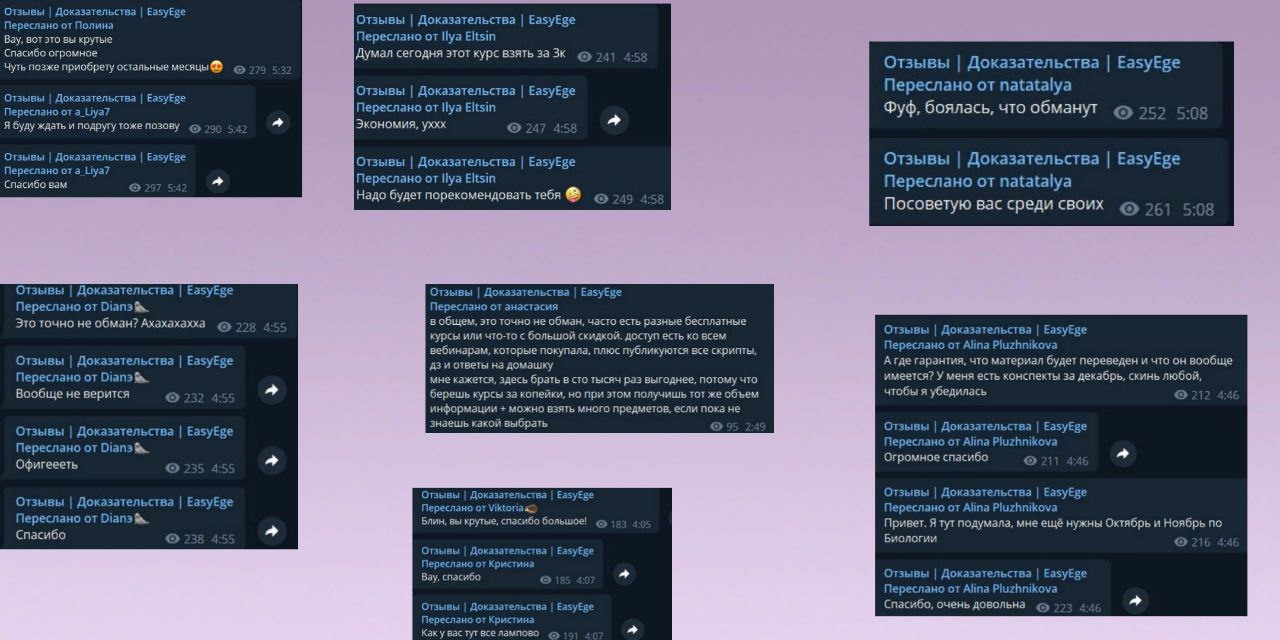 Отзывы | Доказательства | EasyEge
Переслано от Полина
Вау, вот это вы крутые
Спасибо огромное
Чуть позже приобрету остальные месяцы😍 279 5:32
Отзывы | Доказательства | EasyEge
Переслано от a_Liya7
Я буду ждать и подругу тоже позову 290 5:42
Отзывы | Доказательства | EasyEge
Переслано от a_Liya7
Спасибо вам 297 5:42
Отзывы | Доказательства | EasyEge
Переслано от Ilya Eltsin
Думал сегодня этот курс взять за 3к 241 4:58
Отзывы | Доказательства | EasyEge
Переслано от Ilya Eltsin
Экономия, уххх 247 4:58
Отзывы | Доказательства | EasyEge
Переслано от Ilya Eltsin
Надо будет порекомендовать тебя 🤪 249 4:58
Отзывы | Доказательства | EasyEge
Переслано от natatalya
Фуф, боялась, что обманут 252 5:08
Отзывы | Доказательства | EasyEge
Переслано от natatalya
Посоветую вас среди своих 261 5:08
Отзывы | Доказательства | EasyEge
Переслано от Dianэ
Это точно не обман? Ахахахахха 228 4:55
Отзывы | Доказательства | EasyEge
Переслано от Dianэ
Вообще не верится 232 4:55
Отзывы | Доказательства | EasyEge
Переслано от Dianэ
Офигеееть 235 4:55
Отзывы | Доказательства | EasyEge
Переслано от Dianэ
Спасибо 238 4:55
Отзывы | Доказательства | EasyEge
Переслано от анастасия
в общем, это точно не обман, часто есть разные бесплатные
курсы или что-то с большой скидкой. доступ есть ко всем
вебинарам, которые покупала, плюс публикуются все скрипты,
дз и ответы на домашку
мне кажется, здесь брать в сто тысяч раз выгоднее, потому что
берешь курсы за копейки, но при этом получишь тот же объем
информации + можно взять много предметов, если пока не
знаешь какой выбрать 95 2:49
Отзывы | Доказательства | EasyEge
Переслано от Viktoria
Блин, вы крутые, спасибо большое! 183 4:05
Отзывы | Доказательства | EasyEge
Переслано от Кристина
Вау, спасибо 185 4:07
Отзывы | Доказательства | EasyEge
Переслано от Кристина
Как у вас тут все лампово 191 4:07
Отзывы | Доказательства | EasyEge
Переслано от Alina Pluzhnikova
А где гарантия, что материал будет переведен и что он вообще
имеется? У меня есть конспекты за декабрь, скинь любой,
чтобы я убедилась 212 4:46
Отзывы | Доказательства | EasyEge
Переслано от Alina Pluzhnikova
Огромное спасибо 211 4:46
Отзывы | Доказательства | EasyEge
Переслано от Alina Pluzhnikova
Привет. Я тут подумала, мне ещё нужны Октябрь и Ноябрь по
Биологии 216 4:46
Отзывы | Доказательства | EasyEge
Переслано от Alina Pluzhnikova
Спасибо, очень довольна 223 4:46